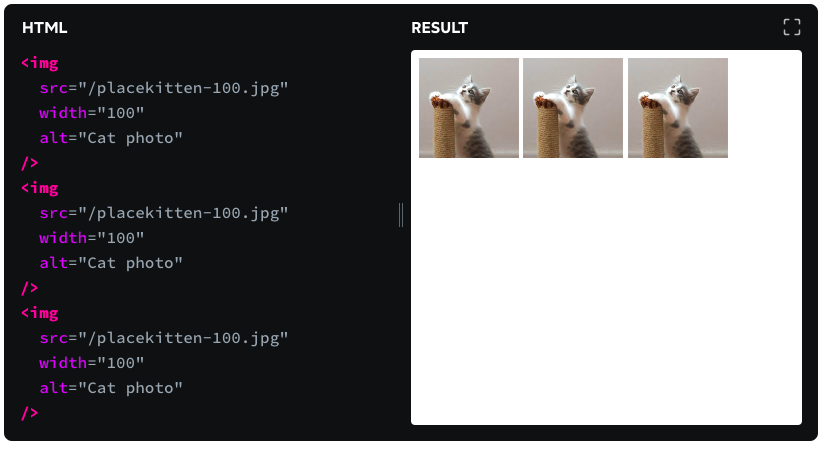 HTML
<img
src="/placekitten-100.jpg"
width="100"
alt="Cat photo"
/>
<img
src="/placekitten-100.jpg"
width="100"
alt="Cat photo"
/>
<img
src="/placekitten-100.jpg"
width="100"
alt="Cat photo"
/>
RESULT